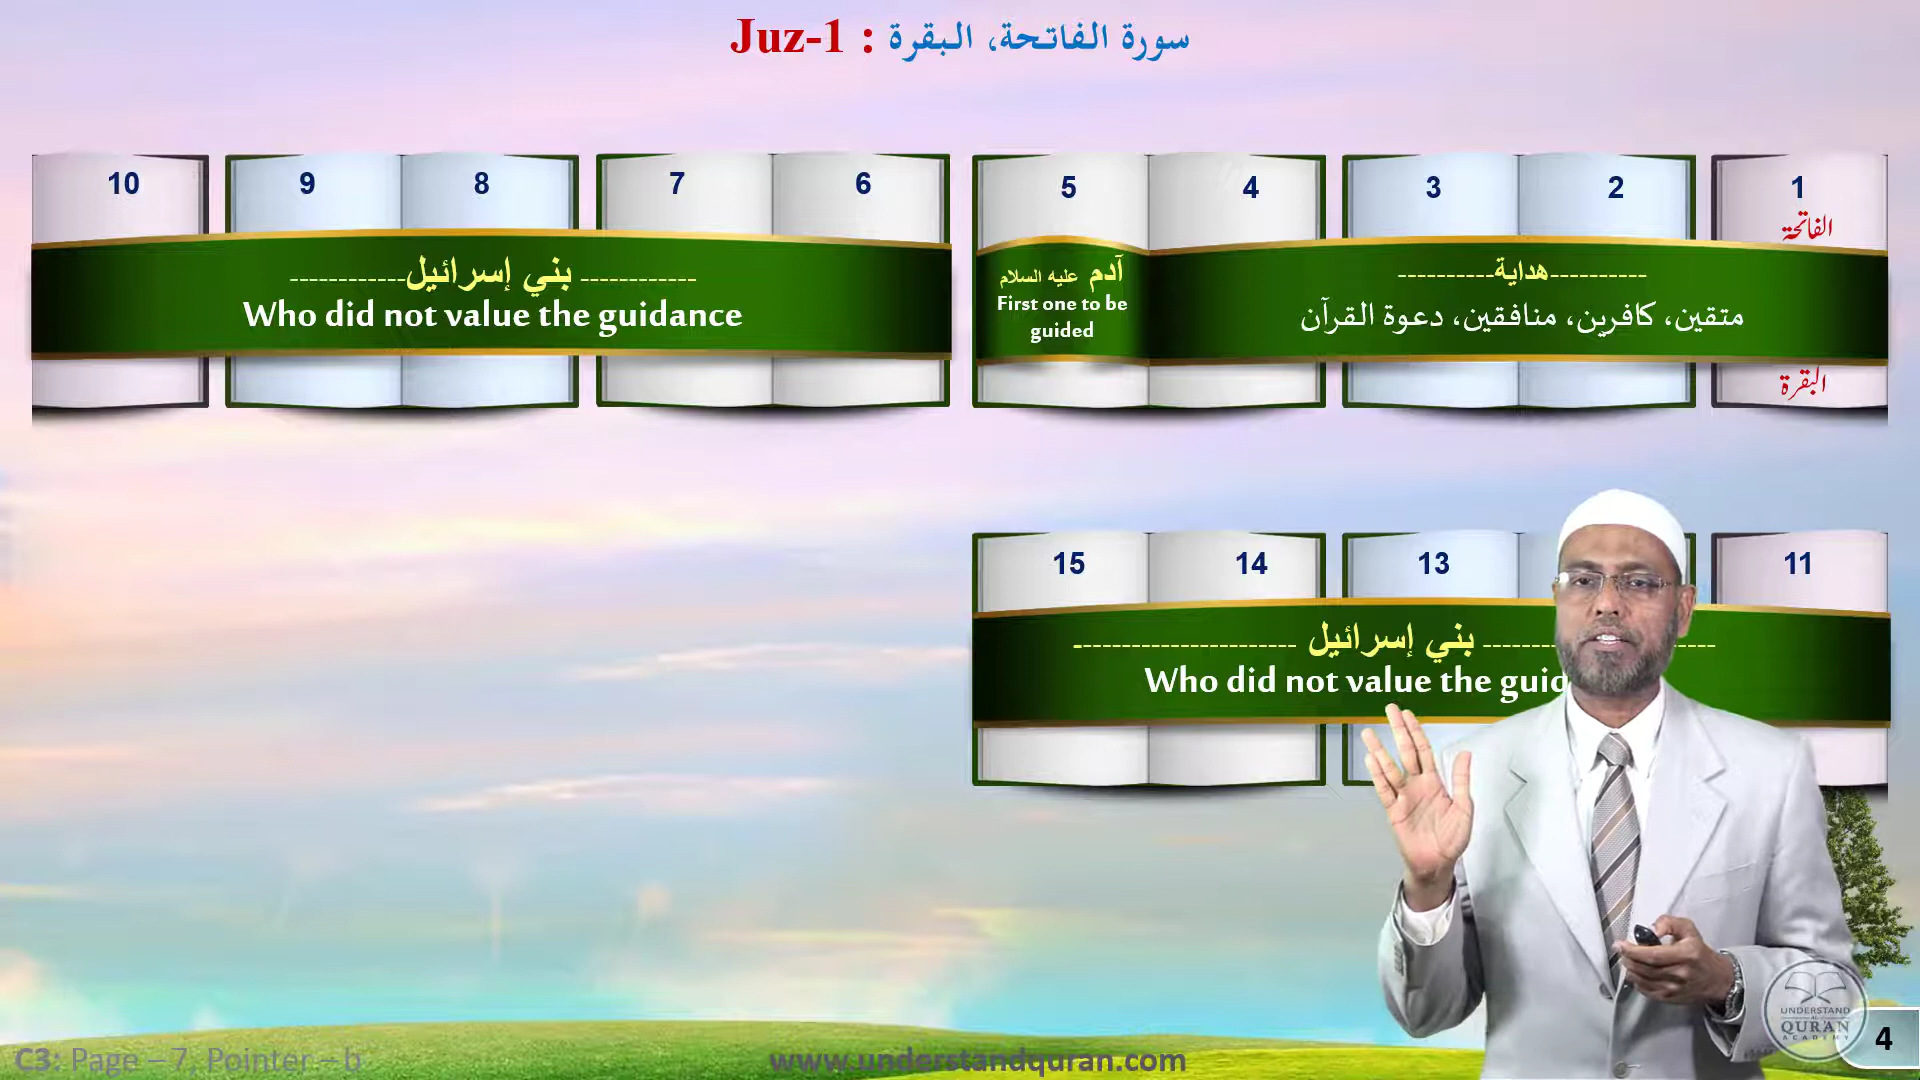 Juz-1 : سورة الفاتحة، البقرة
1
2
3
4
5
6
7
8
9
10
الفاتحة
----------هداية----------
متقين، كافرين، منافقين، دعوة القرآن
البقرة
آدم عليه السلام
First one to be
guided
------------ بني إسرائيل------------
Who did not value the guidance
11
13
14
15
بني إسرائيل
Who did not value the
UNDERSTAND
AL
QURAN
ACADEMY
4
www.understandquran.com
C3: Page – 7, Pointer – b